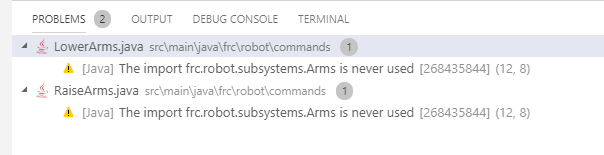 PROBLEMS 2 OUTPUT DEBUG CONSOLE TERMINAL
LowerArms.java src\main\java\frc\robot\commands 1
[Java] The import frc.robot.subsystems.Arms is never used [268435844] (12, 8)
RaiseArms.java src\main\java\frc\robot\commands 1
[Java] The import frc.robot.subsystems.Arms is never used [268435844] (12, 8)